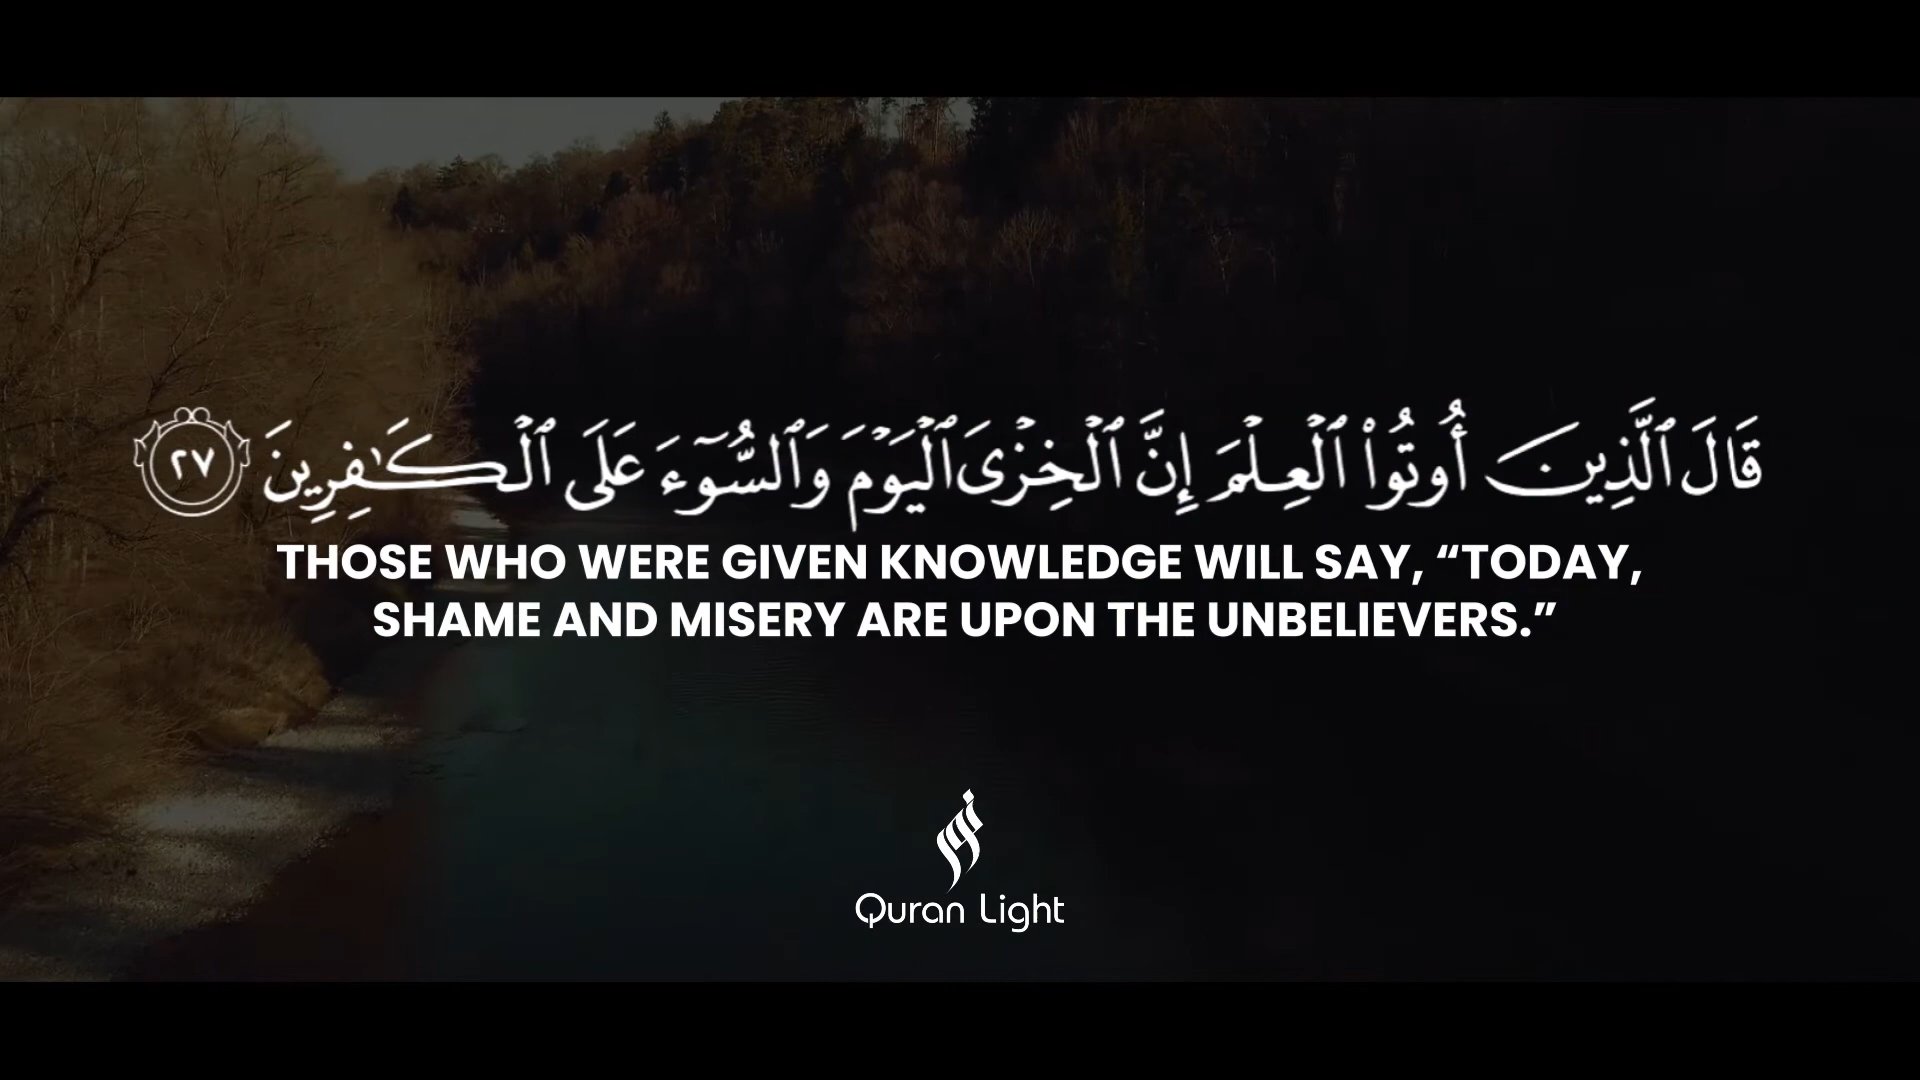 قَالَ ٱلَّذِينَ أُوتُوا۟ ٱلْعِلْمَ إِنَّ ٱلْخِزْىَ ٱلْيَوْمَ وَٱلسُّوٓءَ عَلَى ٱلْكَـٰفِرِينَ ٢٧
THOSE WHO WERE GIVEN KNOWLEDGE WILL SAY, “TODAY,
SHAME AND MISERY ARE UPON THE UNBELIEVERS.”
Quran Light